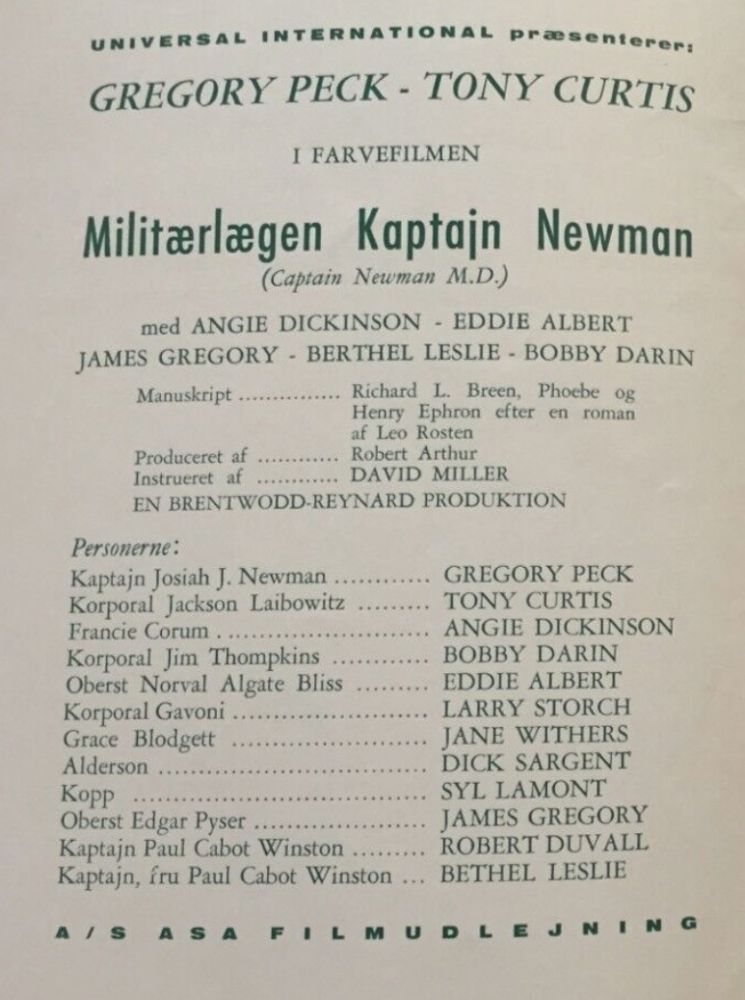 UNIVERSAL INTERNATIONAL præsenterer:
GREGORY PECK - TONY CURTIS
I FARVEFILMEN
Militærlægen Kaptajn Newman
(Captain Newman M.D.)
med ANGIE DICKINSON - EDDIE ALBERT
JAMES GREGORY - BERTHEL LESLIE - BOBBY DARIN
Manuskript ............... Richard L. Breen, Phoebe og
Henry Ephron efter en roman
af Leo Rosten
Produceret af ............ Robert Arthur
Instrueret af ............ DAVID MILLER
EN BRENTWODD-REYNARD PRODUKTION
Personerne:
Kaptajn Josiah J. Newman ............ GREGORY PECK
Korporal Jackson Laibowitz ......... TONY CURTIS
Francie Corum ........................... ANGIE DICKINSON
Korporal Jim Thompkins ............ BOBBY DARIN
Oberst Norval Algate Bliss ......... EDDIE ALBERT
Korporal Gavoni ........................ LARRY STORCH
Grace Blodgett ........................ JANE WITHERS
Alderson ................................. DICK SARGENT
Kopp .................................... SYL LAMONT
Oberst Edgar Pyser ..................... JAMES GREGORY
Kaptajn Paul Cabot Winston ......... ROBERT DUVALL
Kaptajn, fru Paul Cabot Winston ... BETHEL LESLIE
A/S ASA FILMUDLEJNING